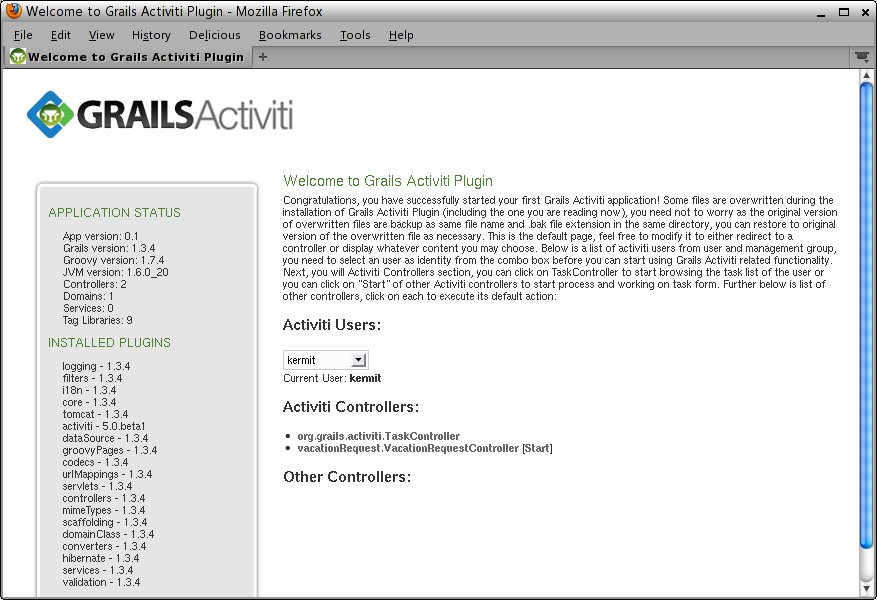 Welcome to Grails Activiti Plugin - Mozilla Firefox
File Edit View History Delicious Bookmarks Tools Help
Welcome to Grails Activiti Plugin
GRAILSActiviti
APPLICATION STATUS
App version: 0.1
Grails version: 1.3.4
Groovy version: 1.7.4
JVM version: 1.6.0_20
Controllers: 2
Domains: 1
Services: 0
Tag Libraries: 9
INSTALLED PLUGINS
logging - 1.3.4
filters - 1.3.4
i18n - 1.3.4
core - 1.3.4
tomcat - 1.3.4
activiti - 5.0.beta1
dataSource - 1.3.4
groovyPages - 1.3.4
codecs - 1.3.4
urlMappings - 1.3.4
servlets - 1.3.4
controllers - 1.3.4
mimeTypes - 1.3.4
scaffolding - 1.3.4
domainClass - 1.3.4
converters - 1.3.4
hibernate - 1.3.4
services - 1.3.4
validation - 1.3.4
Welcome to Grails Activiti Plugin
Congratulations, you have successfully started your first Grails Activiti application! Some files are overwritten during the
installation of Grails Activiti Plugin (including the one you are reading now), you need not to worry as the original version
of overwritten files are backup as same file name and .bak file extension in the same directory, you can restore to original
version of the overwritten file as necessary. This is the default page, feel free to modify it to either redirect to a
controller or display whatever content you may choose. Below is a list of activiti users from user and management group,
you need to select an user as identity from the combo box before you can start using Grails Activiti related functionality.
Next, you will Activiti Controllers section, you can click on TaskController to start browsing the task list of the user or
you can click on "Start" of other Activiti controllers to start process and working on task form. Further below is list of
other controllers, click on each to execute its default action:
Activiti Users:
kermit
Current User: kermit
Activiti Controllers:
org.grails.activiti.TaskController
vacationRequest.VacationRequestController [Start]
Other Controllers: